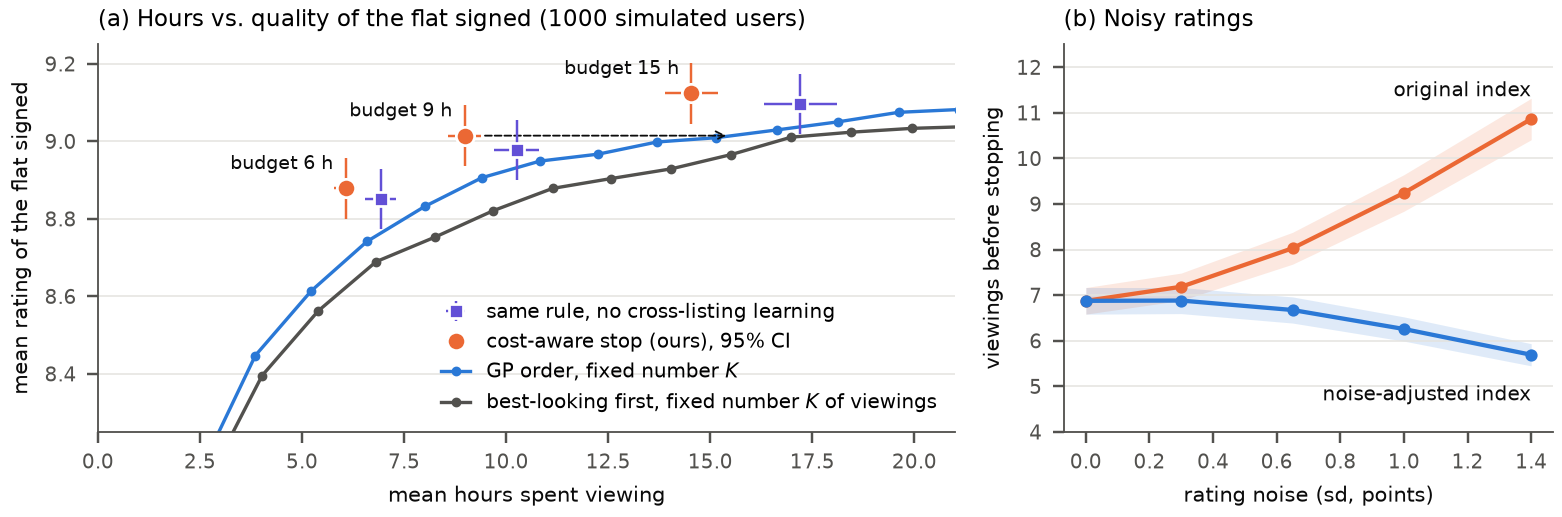 (a) Hours vs. quality of the flat signed (1000 simulated users)
mean rating of the flat signed
9.2
9.0
8.8
8.6
8.4
budget 15 h
budget 9 h
budget 6 h
same rule, no cross-listing learning
cost-aware stop (ours), 95% CI
GP order, fixed number K
best-looking first, fixed number K of viewings
0.0 2.5 5.0 7.5 10.0 12.5 15.0 17.5 20.0
mean hours spent viewing
(b) Noisy ratings
viewings before stopping
12
11
10
9
8
7
6
5
4
original index
noise-adjusted index
0.0 0.2 0.4 0.6 0.8 1.0 1.2 1.4
rating noise (sd, points)